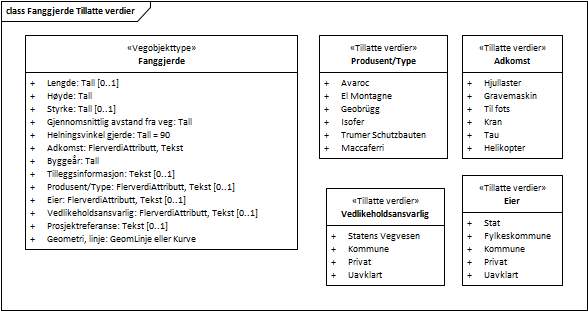 class Fanggjerde Tillatte verdier
«Vegobjekttype»
Fanggjerde
+ Lengde: Tall [0..1]
+ Høyde: Tall
+ Styrke: Tall [0..1]
+ Gjennomsnittlig avstand fra veg: Tall
+ Helningsvinkel gjerde: Tall = 90
+ Adkomst: FlerverdiAttributt, Tekst
+ Byggeår: Tall
+ Tilleggsinformasjon: Tekst [0..1]
+ Produsent/Type: FlerverdiAttributt, Tekst [0..1]
+ Eier: FlerverdiAttributt, Tekst [0..1]
+ Vedlikeholdsansvarlig: FlerverdiAttributt, Tekst [0..1]
+ Prosjektreferanse: Tekst [0..1]
+ Geometri, linje: GeomLinje eller Kurve
«Tillatte verdier»
Produsent/Type
+ Avaroc
+ El Montagne
+ Geobrügg
+ Isofer
+ Trumer Schutzbauten
+ Maccaferri
«Tillatte verdier»
Adkomst
+ Hjullaster
+ Gravemaskin
+ Til fots
+ Kran
+ Tau
+ Helikopter
«Tillatte verdier»
Vedlikeholdsansvarlig
+ Statens Vegvesen
+ Kommune
+ Privat
+ Uavklart
«Tillatte verdier»
Eier
+ Stat
+ Fylkeskommune
+ Kommune
+ Privat
+ Uavklart